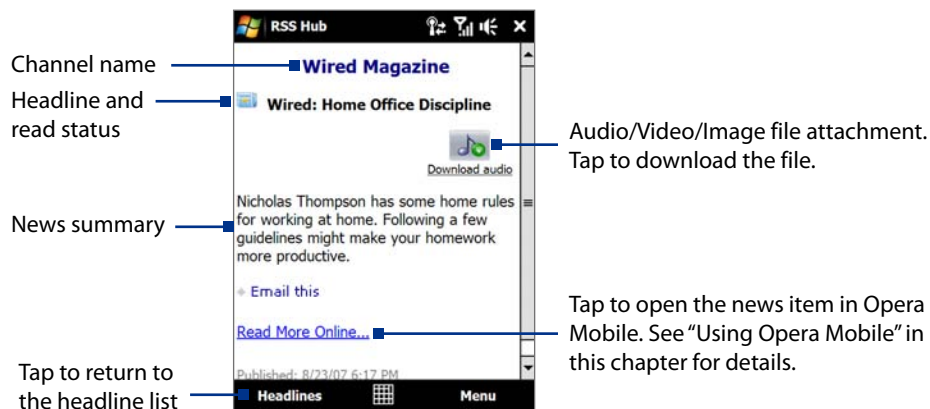 RSS Hub
Channel name
Wired Magazine
Headline and
read status
Wired: Home Office Discipline
Audio/Video/Image file attachment.
Tap to download the file.
Download audio
News summary
Nicholas Thompson has some home rules
for working at home. Following a few
guidelines might make your homework
more productive.
Email this
Read More Online...
Tap to open the news item in Opera
Mobile. See “Using Opera Mobile” in
this chapter for details.
Published: 8/23/07 6:17 PM
Tap to return to
the headline list
Headlines
Menu